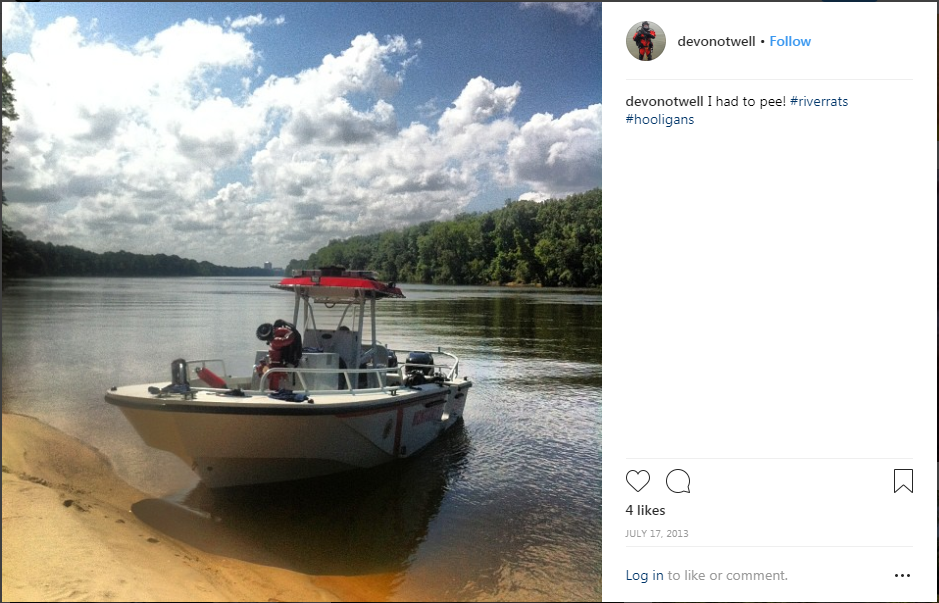 devonotwell • Follow
devonotwell I had to pee! #riverrats
#hooligans
4 likes
JULY 17, 2013
Log in to like or comment.